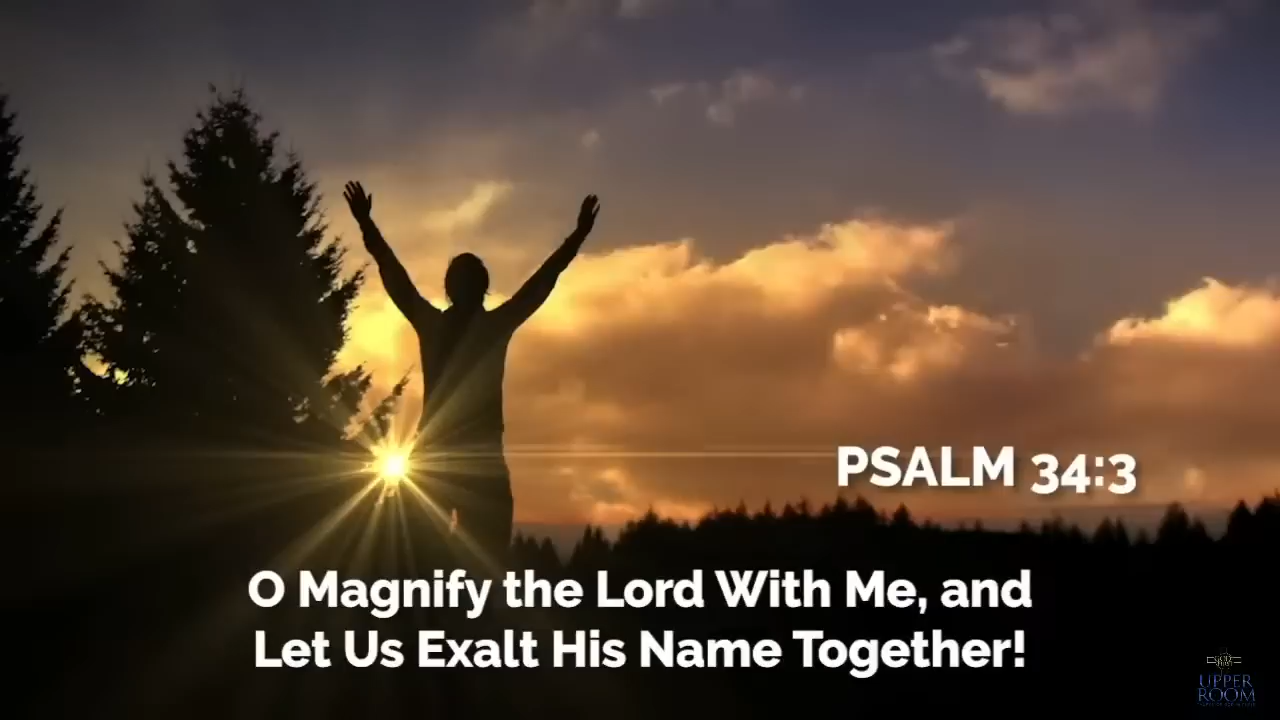 PSALM 34:3
O Magnify the Lord With Me, and
Let Us Exalt His Name Together!
UPPER
ROOM